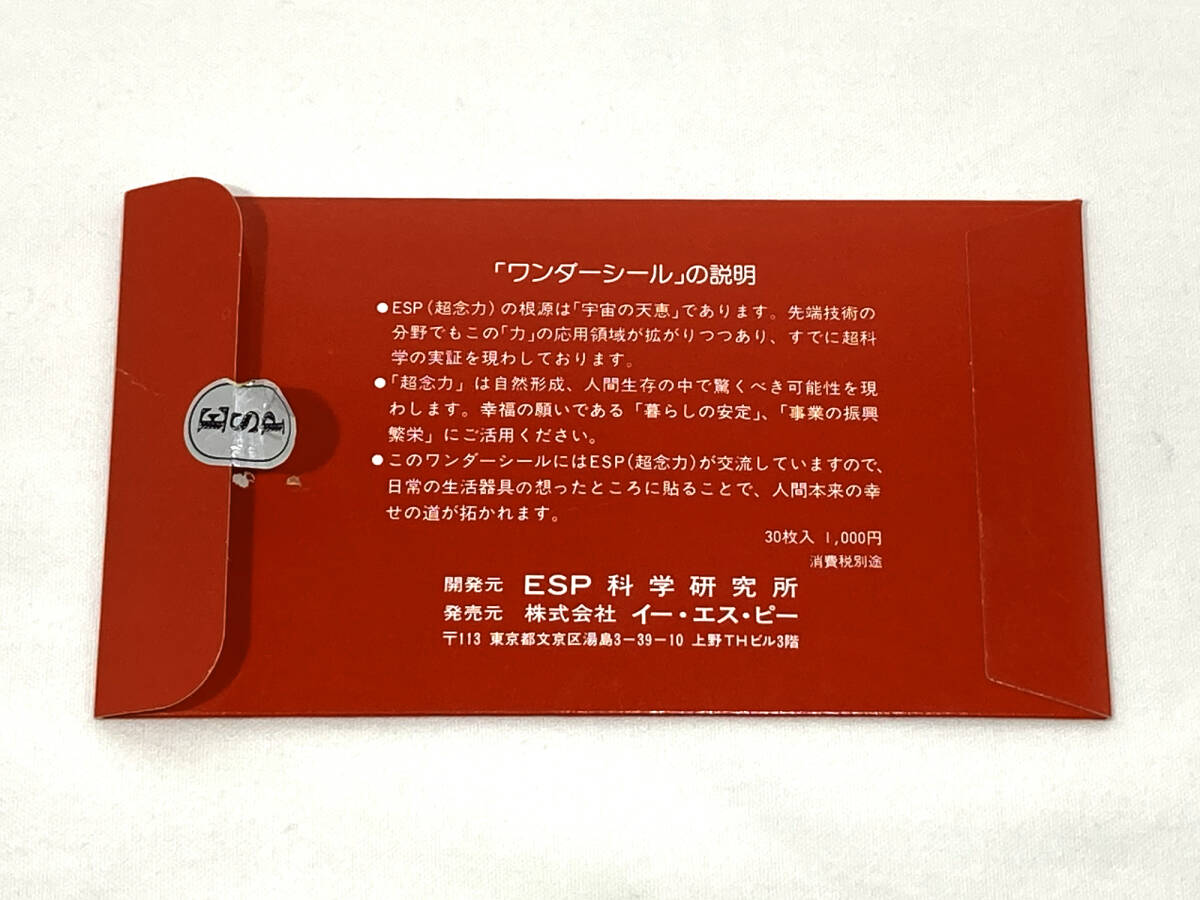 「ワンダーシール」の説明
●ESP(超念力)の根源は「宇宙の天恵」であります。先端技術の
分野でもこの「力」の応用領域が拡がりつつあり、すでに超科
学の実証を現わしております。
●「超念力」は自然形成、人間生存の中で驚くべき可能性を現
わします。幸福の願いである「暮らしの安定」、「事業の振興
繁栄」にご活用ください。
●このワンダーシールにはESP(超念力)が交流していますので、
日常の生活器具の想ったところに貼ることで、人間本来の幸
せの道が拓かれます。
30枚入 1,000円
消費税別途
開発元 ESP科学研究所
発売元 株式会社 イー・エス・ピー
〒113 東京都文京区湯島3-39-10 上野THビル3階
ESP